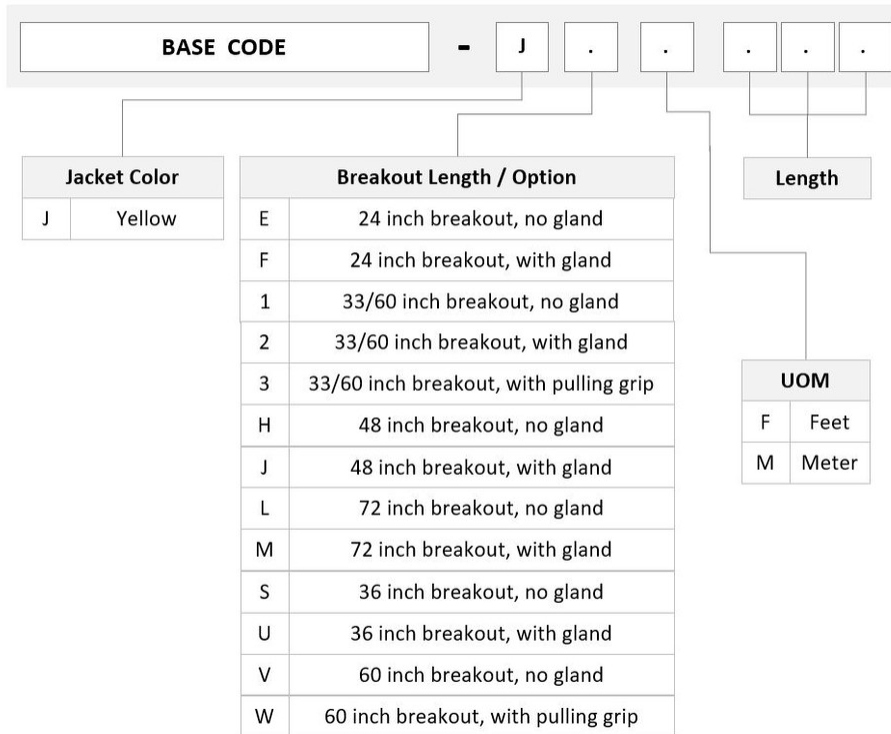 BASE CODE - J . . . . .
Jacket Color
J Yellow
Breakout Length / Option
E 24 inch breakout, no gland
F 24 inch breakout, with gland
1 33/60 inch breakout, no gland
2 33/60 inch breakout, with gland
3 33/60 inch breakout, with pulling grip
H 48 inch breakout, no gland
J 48 inch breakout, with gland
L 72 inch breakout, no gland
M 72 inch breakout, with gland
S 36 inch breakout, no gland
U 36 inch breakout, with gland
V 60 inch breakout, no gland
W 60 inch breakout, with pulling grip
Length
UOM
F Feet
M Meter